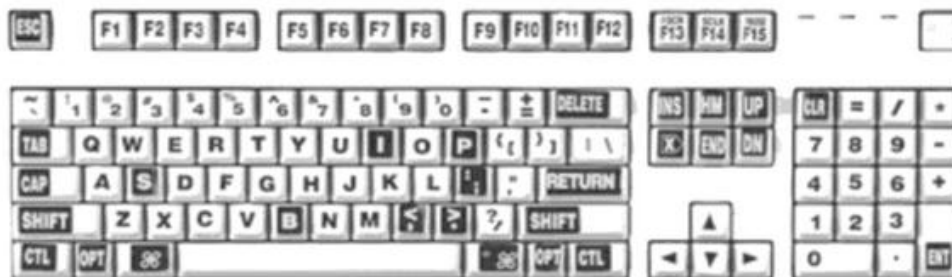 ESC F1 F2 F3 F4 F5 F6 F7 F8 F9 F10 F11 F12 F13 F14 F15
~ ` ! 1 @ 2 # 3 $ 4 % 5 ^ 6 & 7 * 8 ( 9 ) 0 - + = DELETE INS HM UP CLR = / *
TAB Q W E R T Y U I O P { [ } ] | \ X END DN 7 8 9 -
CAP A S D F G H J K L : ; " , RETURN 4 5 6 +
SHIFT Z X C V B N M < , > . ? / SHIFT ▲ 1 2 3
CTL OPT ⌘ ⌘ OPT CTL ◄ ▼ ► 0 . ENT